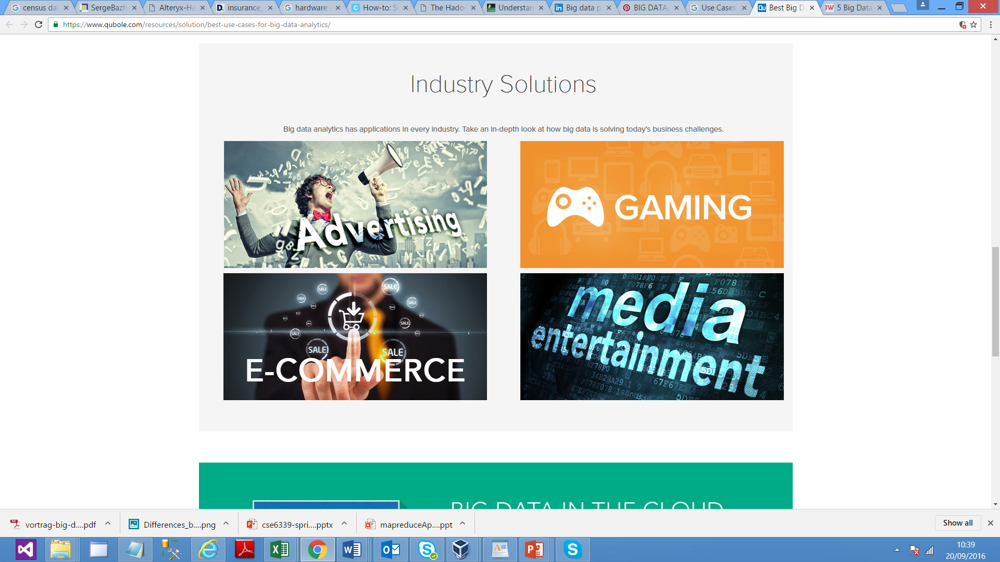 census dat
SergeBazh
Alteryx-Ha
insurance_
hardware
How-to: S
The Hadoo
Understan
Big data p
BIG DATA
Use Cases
Best Big D
5 Big Data
https://www.qubole.com/resources/solution/best-use-cases-for-big-data-analytics/
Industry Solutions
Big data analytics has applications in every industry. Take an in-depth look at how big data is solving today's business challenges.
Advertising
GAMING
SALE
SALE
SALE
SALE
SALE
SALE
SALE
SALE
E-COMMERCE
media
entertainment
BIG DATA IN THE CLOUD
vortrag-big-d....pdf
Differences_b....png
cse6339-spri....pptx
mapreduceAp....ppt
Show all
10:39
20/09/2016